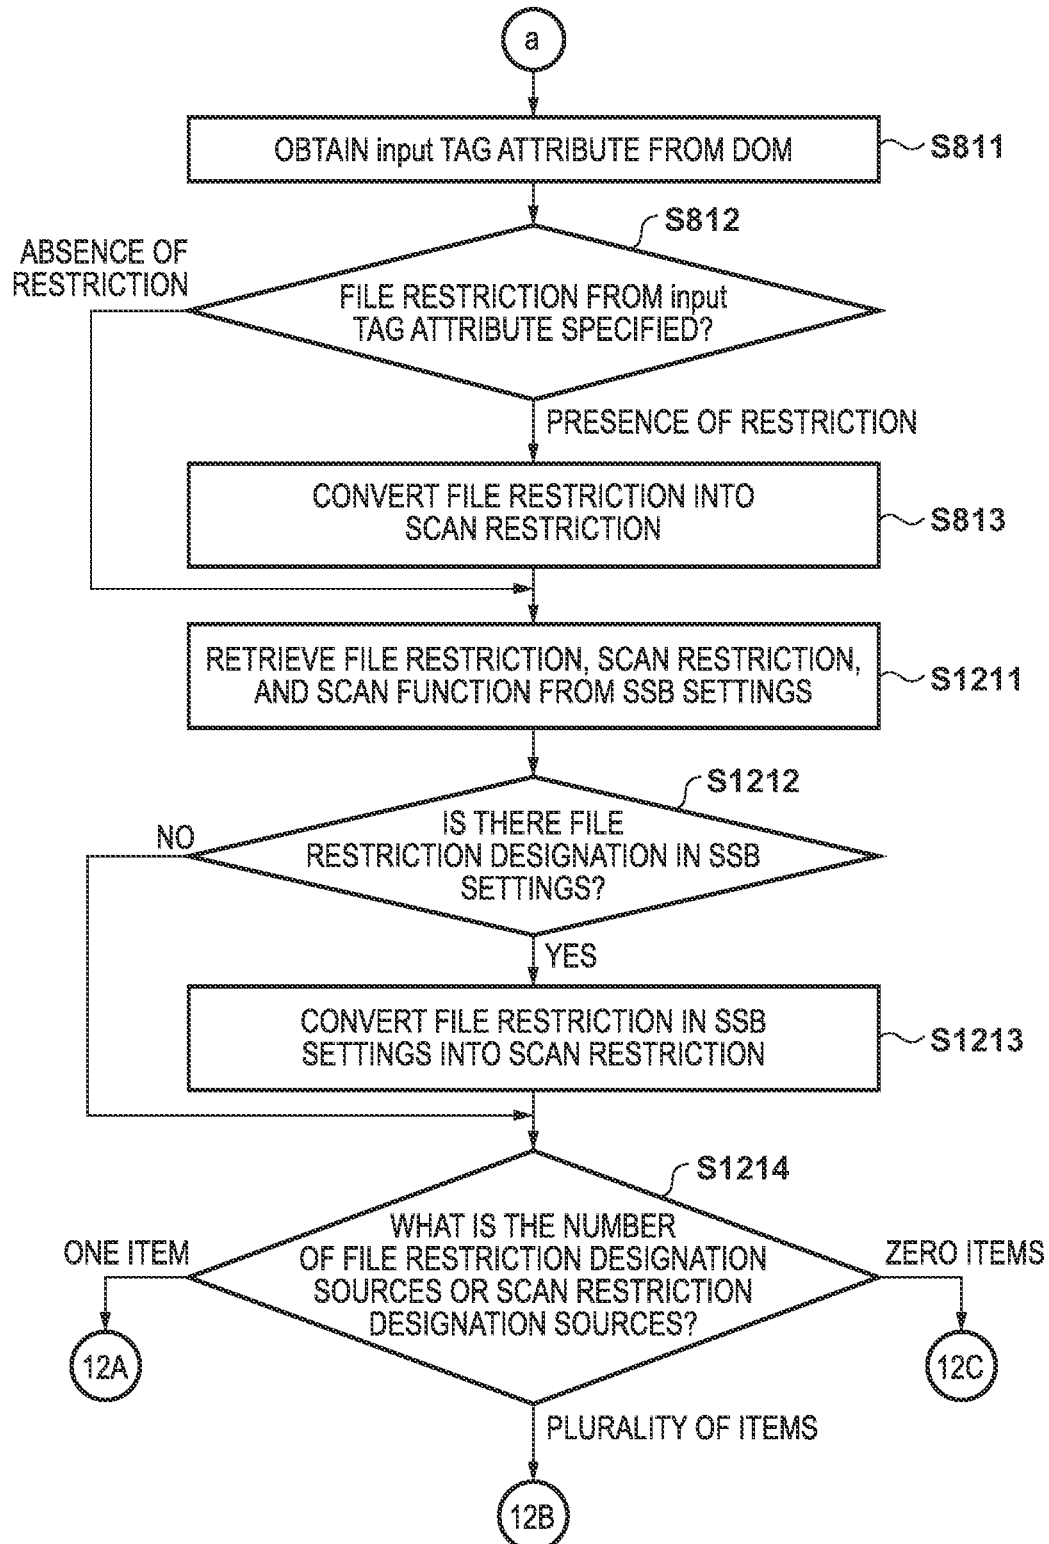 a
OBTAIN input TAG ATTRIBUTE FROM DOM
S811
S812
ABSENCE OF
RESTRICTION
FILE RESTRICTION FROM input
TAG ATTRIBUTE SPECIFIED?
PRESENCE OF RESTRICTION
CONVERT FILE RESTRICTION INTO
SCAN RESTRICTION
S813
RETRIEVE FILE RESTRICTION, SCAN RESTRICTION,
AND SCAN FUNCTION FROM SSB SETTINGS
S1211
S1212
NO
IS THERE FILE
RESTRICTION DESIGNATION IN SSB
SETTINGS?
YES
CONVERT FILE RESTRICTION IN SSB
SETTINGS INTO SCAN RESTRICTION
S1213
S1214
ONE ITEM
WHAT IS THE NUMBER
OF FILE RESTRICTION DESIGNATION
SOURCES OR SCAN RESTRICTION
DESIGNATION SOURCES?
ZERO ITEMS
12A
12C
PLURALITY OF ITEMS
12B